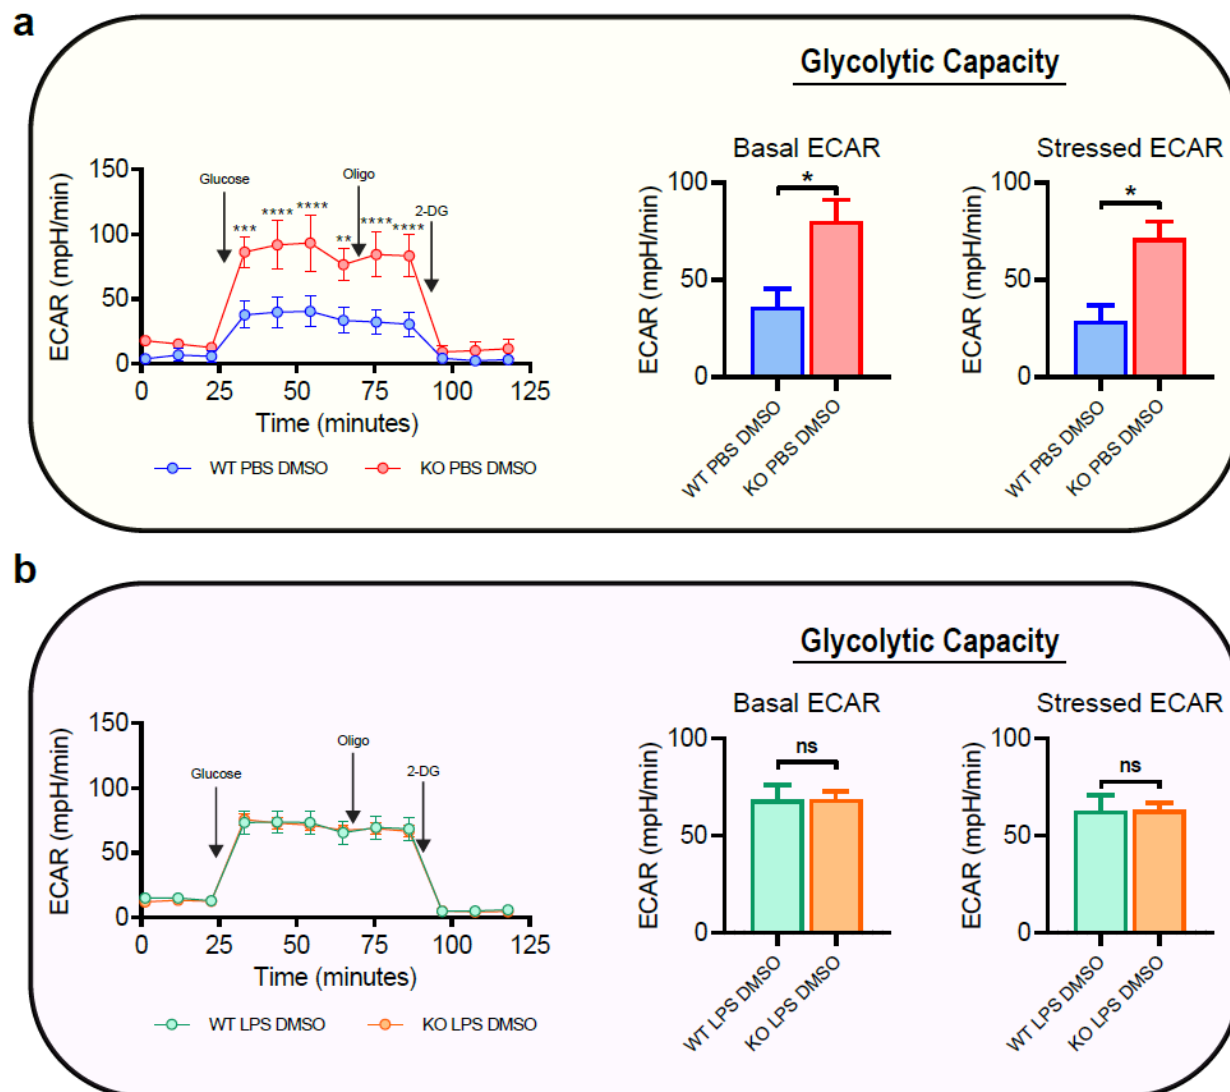 a
Glycolytic Capacity
ECAR (mpH/min)
150
100
50
0
Glucose
Oligo
2-DG
***
****
****
**
****
****
0
25
50
75
100
125
Time (minutes)
WT PBS DMSO
KO PBS DMSO
Basal ECAR
ECAR (mpH/min)
100
50
0
*
WT PBS DMSO
KO PBS DMSO
Stressed ECAR
ECAR (mpH/min)
100
50
0
*
WT PBS DMSO
KO PBS DMSO
b
Glycolytic Capacity
ECAR (mpH/min)
150
100
50
0
Glucose
Oligo
2-DG
0
25
50
75
100
125
Time (minutes)
WT LPS DMSO
KO LPS DMSO
Basal ECAR
ECAR (mpH/min)
100
50
0
ns
WT LPS DMSO
KO LPS DMSO
Stressed ECAR
ECAR (mpH/min)
100
50
0
ns
WT LPS DMSO
KO LPS DMSO